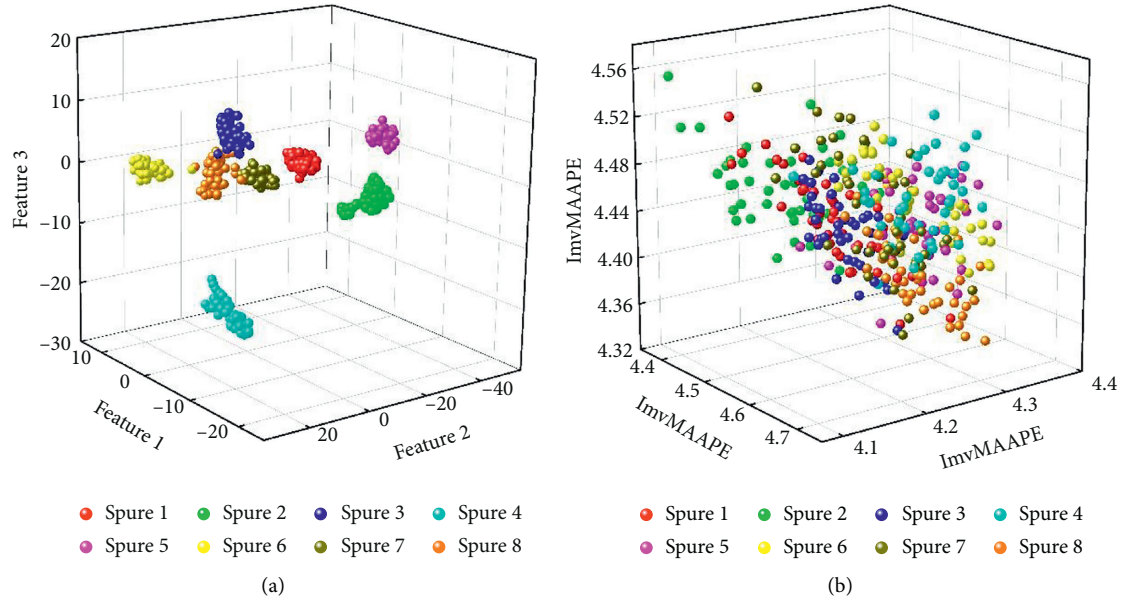 20
10
0
−10
−20
−30
Feature 3
10
0
−10
−20
Feature 1
20
0
−20
−40
Feature 2
Spure 1 Spure 2 Spure 3 Spure 4
Spure 5 Spure 6 Spure 7 Spure 8
(a)
4.56
4.52
4.48
4.44
4.40
4.36
4.32
ImvMAAPE
4.4
4.5
4.6
4.7
ImvMAAPE
4.1
4.2
4.3
4.4
ImvMAAPE
Spure 1 Spure 2 Spure 3 Spure 4
Spure 5 Spure 6 Spure 7 Spure 8
(b)